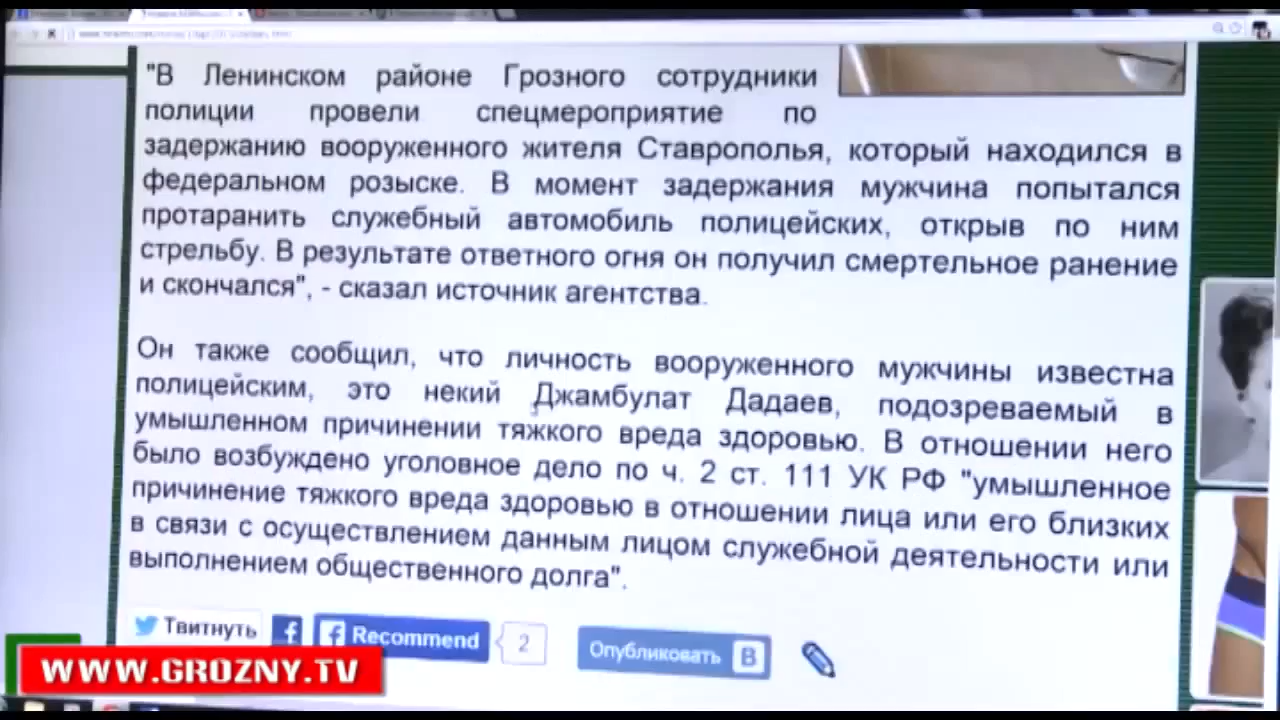 "В Ленинском районе Грозного сотрудники
полиции провели спецмероприятие по
задержанию вооруженного жителя Ставрополья, который находился в
федеральном розыске. В момент задержания мужчина попытался
протаранить служебный автомобиль полицейских, открыв по ним
стрельбу. В результате ответного огня он получил смертельное ранение
и скончался", - сказал источник агентства.
Он также сообщил, что личность вооруженного мужчины известна
полицейским, это некий Джамбулат Дадаев, подозреваемый в
умышленном причинении тяжкого вреда здоровью. В отношении него
было возбуждено уголовное дело по ч. 2 ст. 111 УК РФ "умышленное
причинение тяжкого вреда здоровью в отношении лица или его близких
в связи с осуществлением данным лицом служебной деятельности или
выполнением общественного долга".
Твитнуть f f Recommend 2 Опубликовать B
WWW.GROZNY.TV